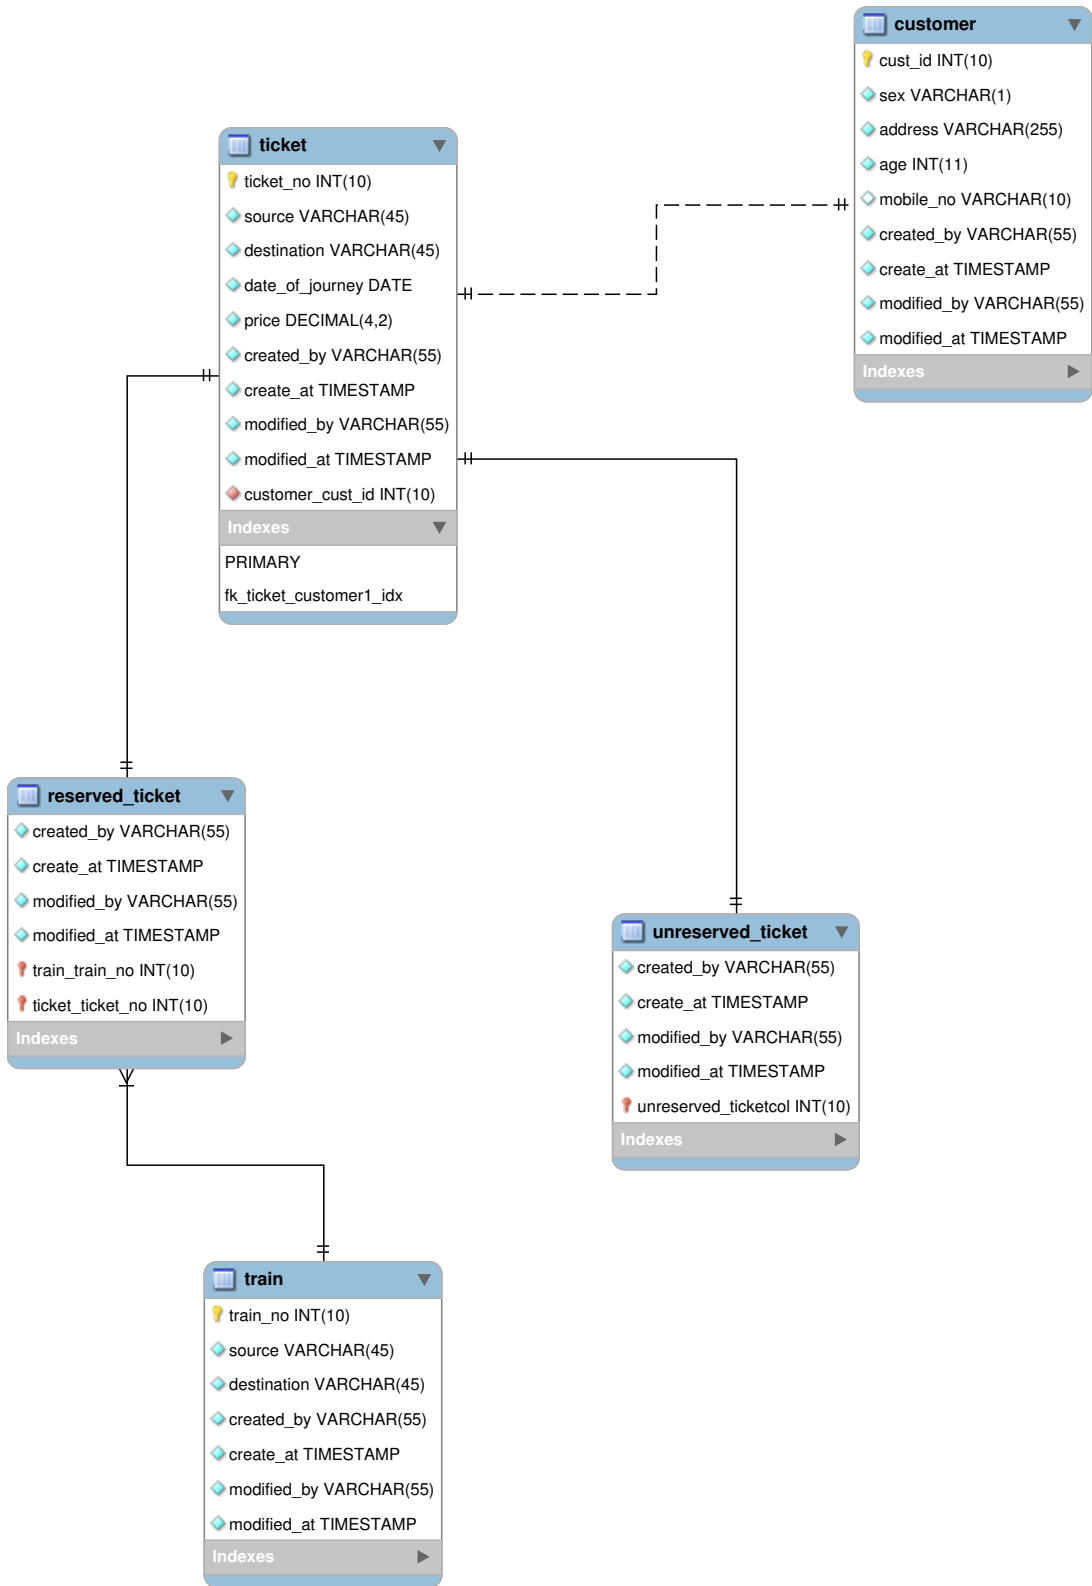 customer
cust_id INT(10)
sex VARCHAR(1)
address VARCHAR(255)
age INT(11)
mobile_no VARCHAR(10)
created_by VARCHAR(55)
create_at TIMESTAMP
modified_by VARCHAR(55)
modified_at TIMESTAMP
Indexes
ticket
ticket_no INT(10)
source VARCHAR(45)
destination VARCHAR(45)
date_of_journey DATE
price DECIMAL(4,2)
created_by VARCHAR(55)
create_at TIMESTAMP
modified_by VARCHAR(55)
modified_at TIMESTAMP
customer_cust_id INT(10)
Indexes
PRIMARY
fk_ticket_customer1_idx
reserved_ticket
created_by VARCHAR(55)
create_at TIMESTAMP
modified_by VARCHAR(55)
modified_at TIMESTAMP
train_train_no INT(10)
ticket_ticket_no INT(10)
Indexes
unreserved_ticket
created_by VARCHAR(55)
create_at TIMESTAMP
modified_by VARCHAR(55)
modified_at TIMESTAMP
unreserved_ticketcol INT(10)
Indexes
train
train_no INT(10)
source VARCHAR(45)
destination VARCHAR(45)
created_by VARCHAR(55)
create_at TIMESTAMP
modified_by VARCHAR(55)
modified_at TIMESTAMP
Indexes